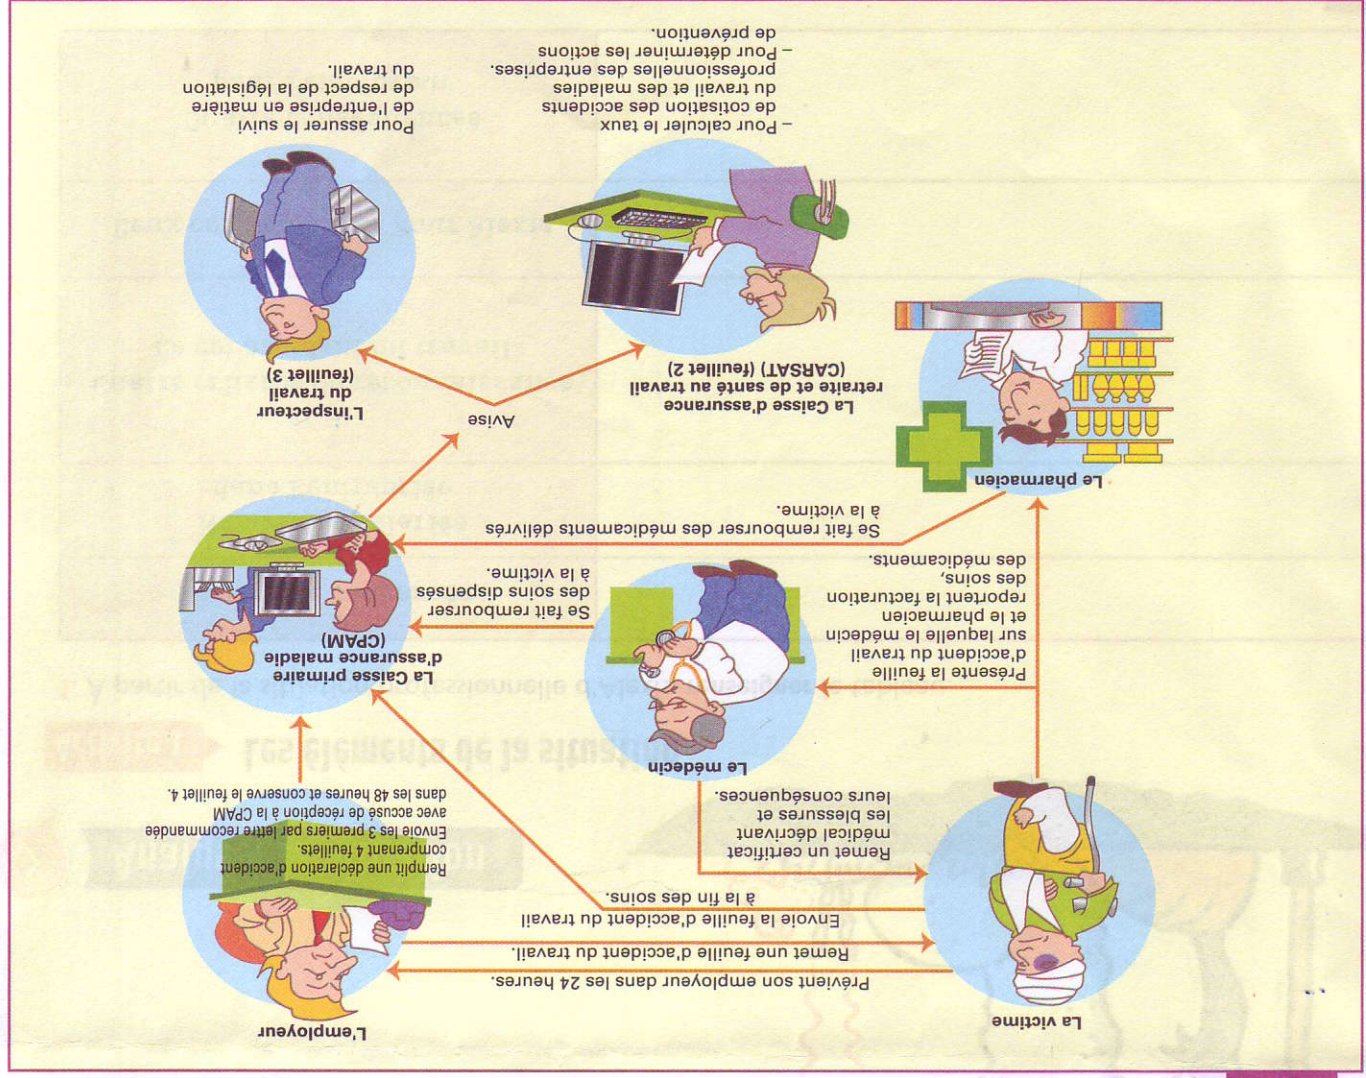 La victime
L'employeur
Prévient son employeur dans les 24 heures.
Remet une feuille d'accident du travail.
Envoie la feuille d'accident du travail
à la fin des soins.
Remplit une déclaration d'accident
comprenant 4 feuillets.
Envoie les 3 premiers par lettre recommandée
avec accusé de réception à la CPAM
dans les 48 heures et conserve le feuillet 4.
Remet un certificat
médical décrivant
les blessures et
leurs conséquences.
Le médecin
Présente la feuille
d'accident du travail
sur laquelle le médecin
et le pharmacien
reportent la facturation
des soins,
des médicaments.
La Caisse primaire
d'assurance maladie
(CPAM)
Se fait rembourser
des soins dispensés
à la victime.
Se fait rembourser des médicaments délivrés
à la victime.
Le pharmacien
Avise
La Caisse d'assurance
retraite et de santé au travail
(CARSAT) (feuillet 2)
L'inspecteur
du travail
(feuillet 3)
– Pour calculer le taux
de cotisation des accidents
du travail et des maladies
professionnelles des entreprises.
– Pour déterminer les actions
de prévention.
Pour assurer le suivi
de l'entreprise en matière
de respect de la législation
du travail.